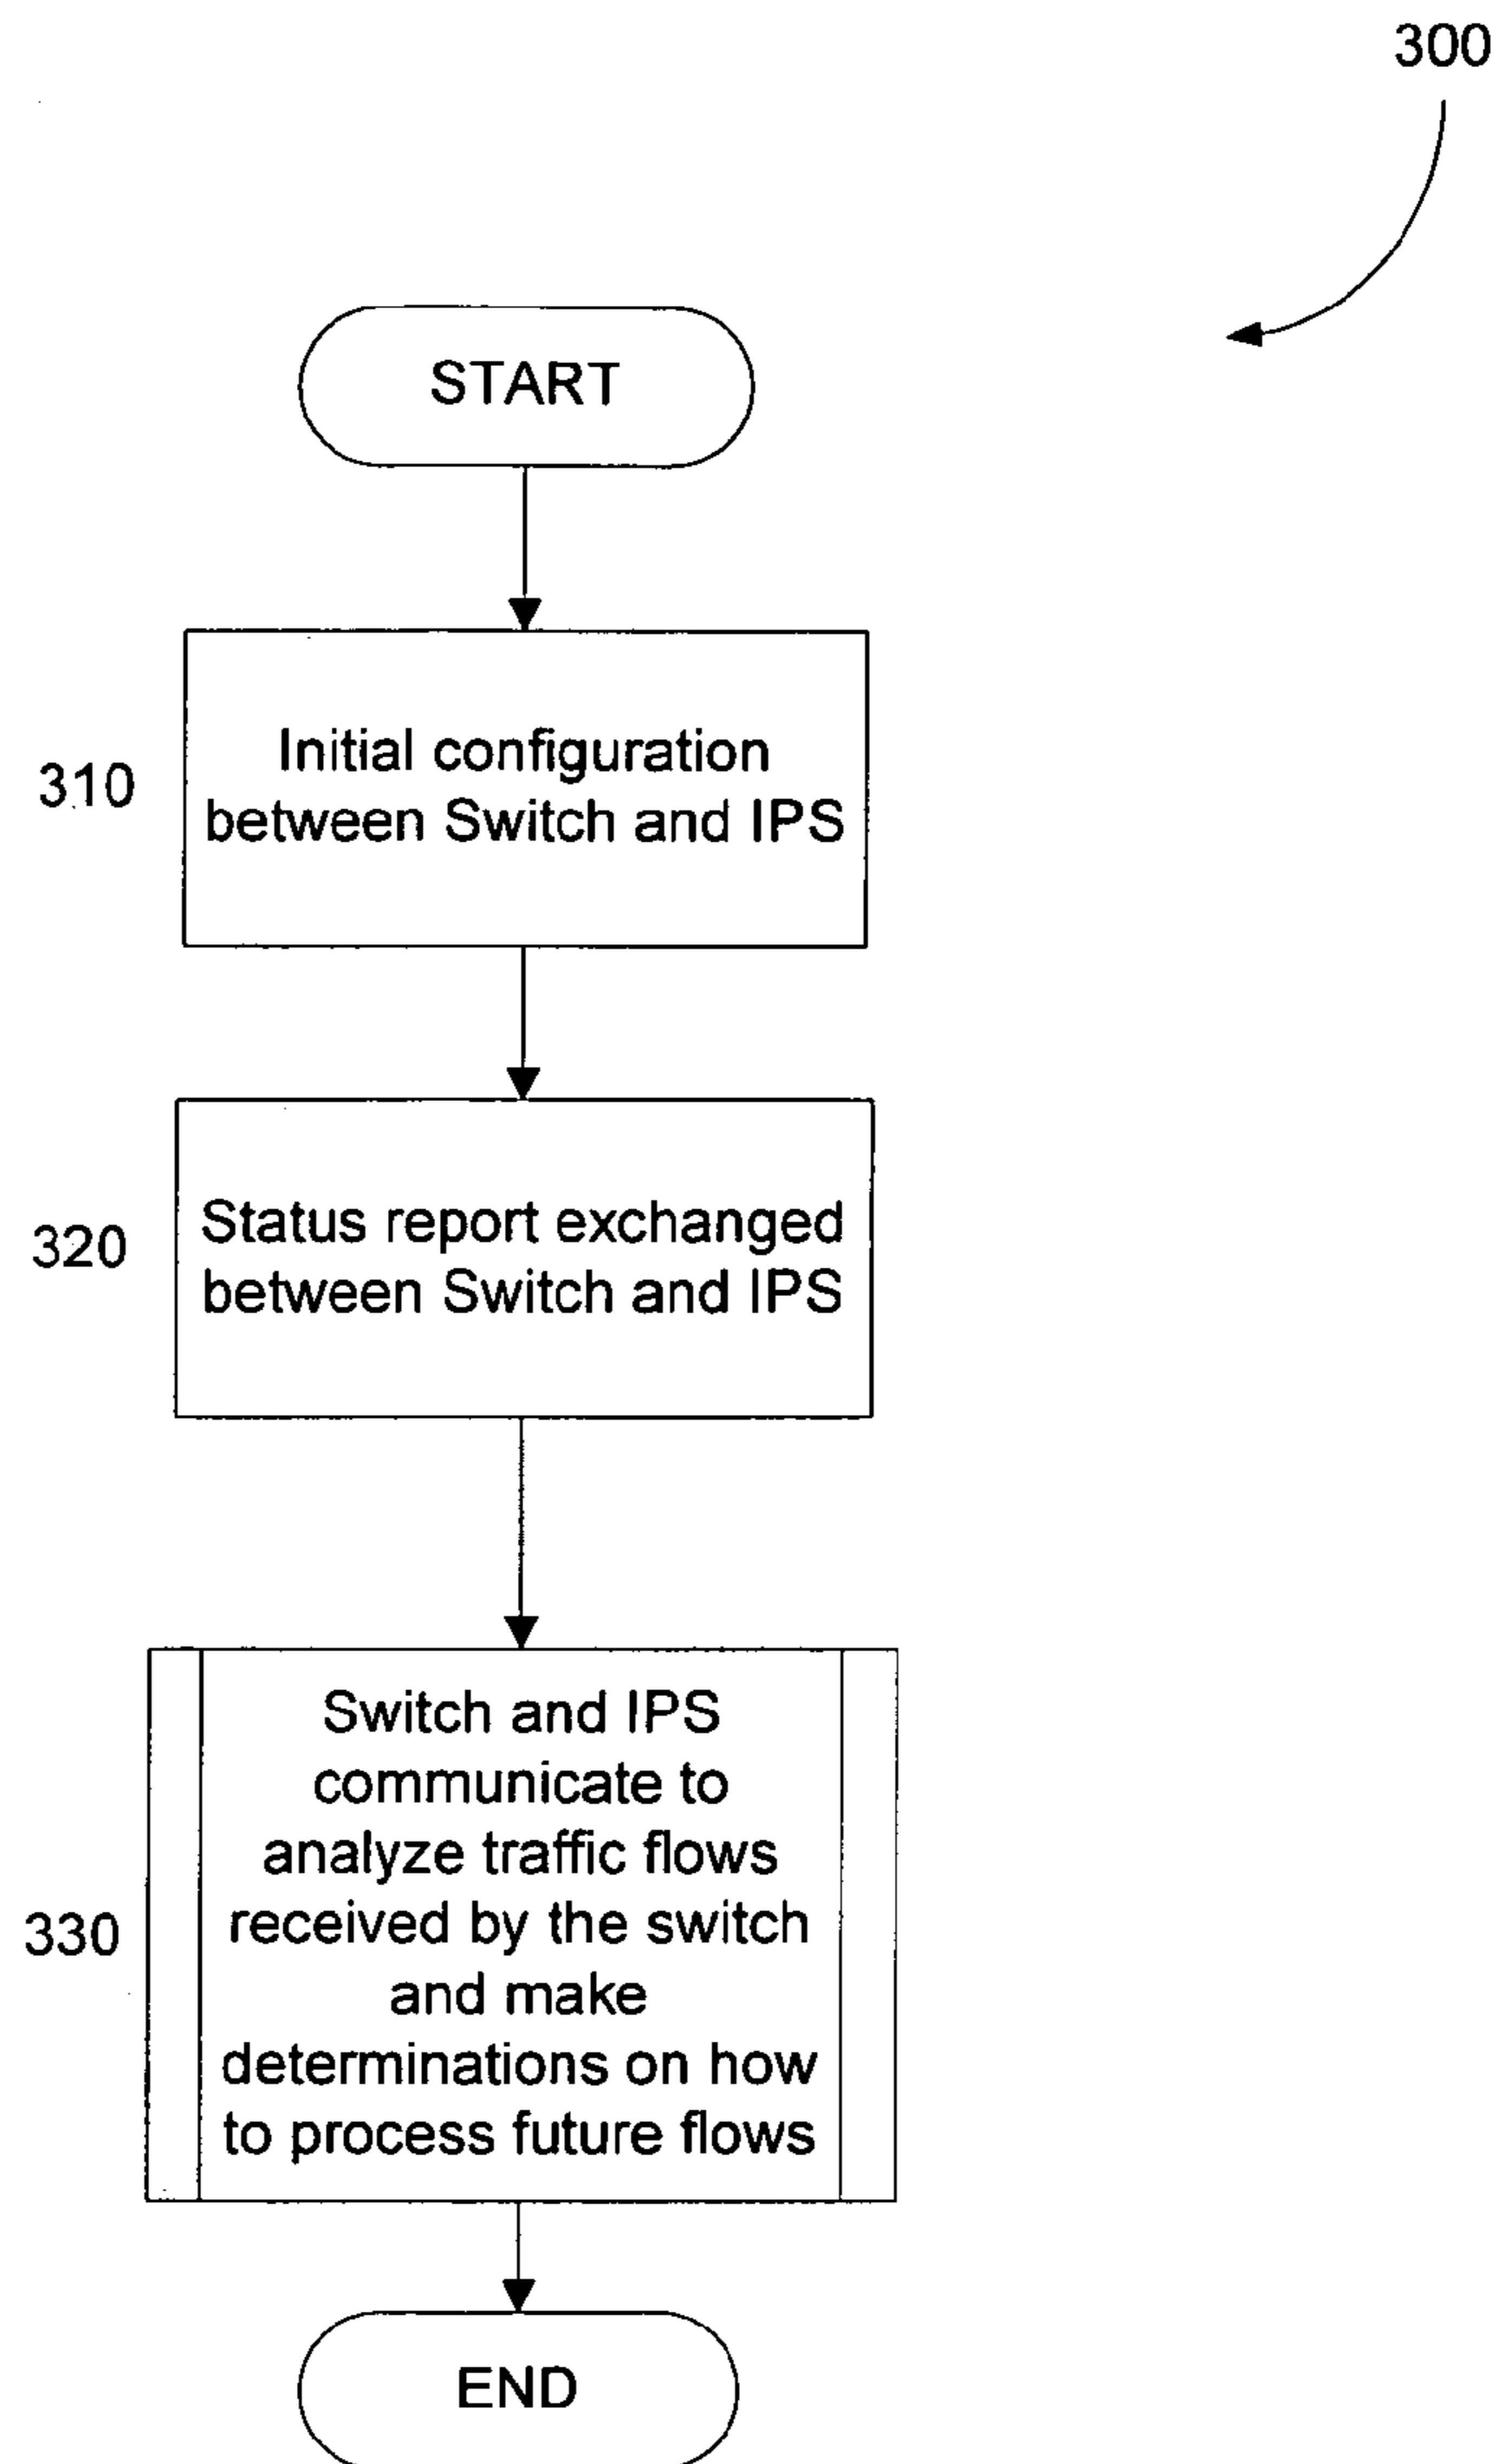 300
START
310
Initial configuration
between Switch and IPS
320
Status report exchanged
between Switch and IPS
330
Switch and IPS
communicate to
analyze traffic flows
received by the switch
and make
determinations on how
to process future flows
END